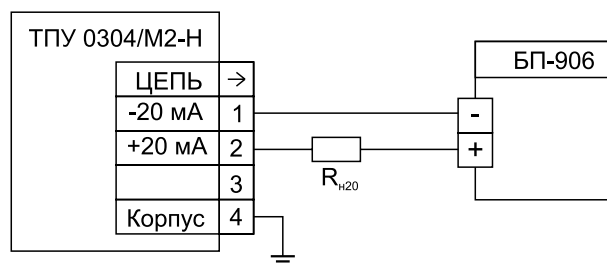 ТПУ 0304/М2-Н
ЦЕПЬ →
-20 мА 1
+20 мА 2
3
Корпус 4
Rн20
БП-906
-
+